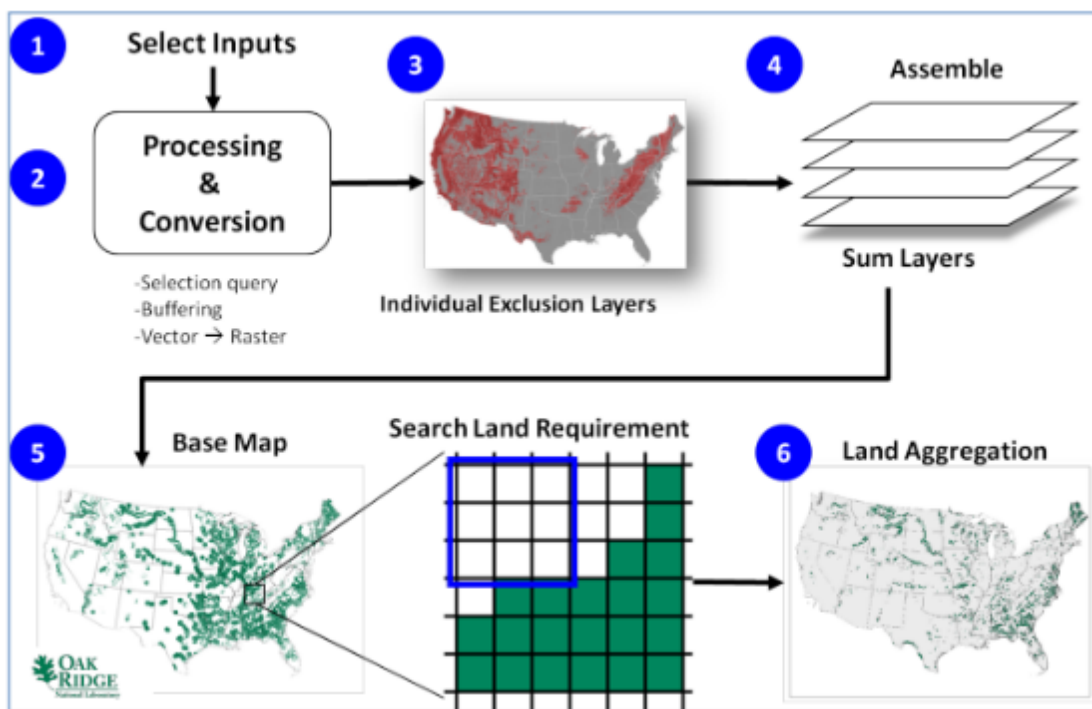 1
Select Inputs
2
Processing
&
Conversion
-Selection query
-Buffering
-Vector → Raster
3
Individual Exclusion Layers
4
Assemble
Sum Layers
5
Base Map
OAK
RIDGE
National Laboratory
Search Land Requirement
6
Land Aggregation